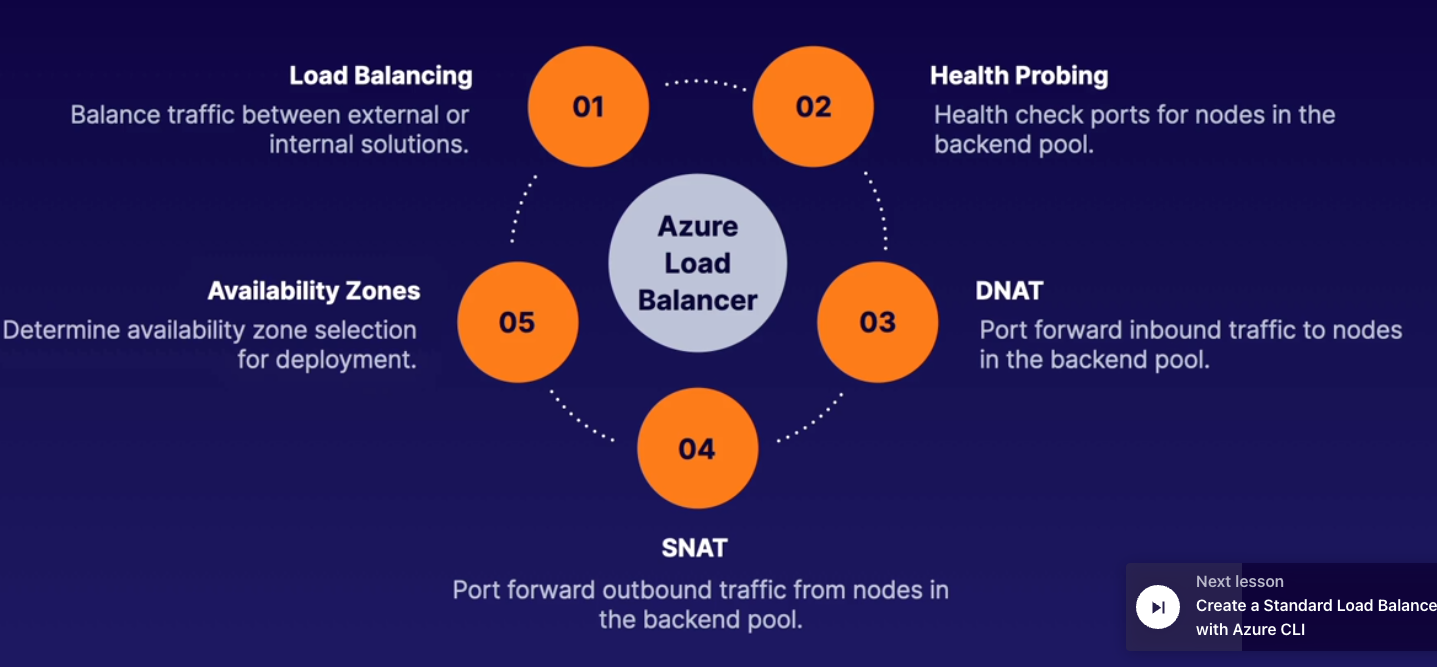 Load Balancing
Balance traffic between external or
internal solutions.
01
02
Health Probing
Health check ports for nodes in the
backend pool.
Azure
Load
Balancer
Availability Zones
Determine availability zone selection
for deployment.
05
03
DNAT
Port forward inbound traffic to nodes
in the backend pool.
04
SNAT
Port forward outbound traffic from nodes in
the backend pool.
Next lesson
Create a Standard Load Balance
with Azure CLI